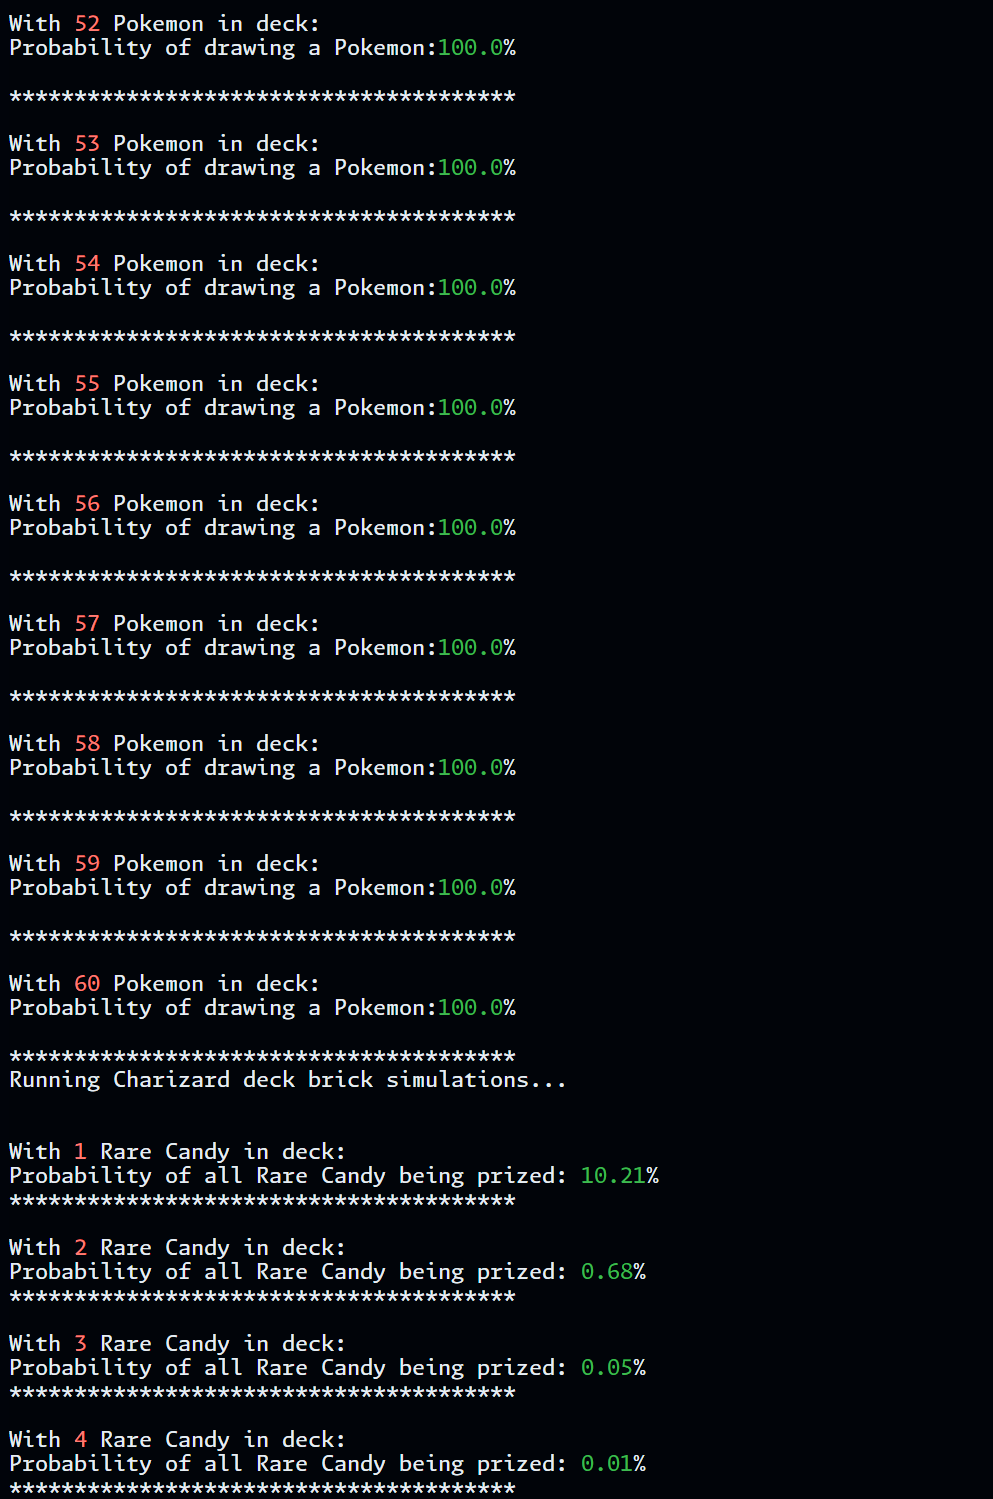 With 52 Pokemon in deck:
Probability of drawing a Pokemon:100.0%
***************************************
With 53 Pokemon in deck:
Probability of drawing a Pokemon:100.0%
***************************************
With 54 Pokemon in deck:
Probability of drawing a Pokemon:100.0%
***************************************
With 55 Pokemon in deck:
Probability of drawing a Pokemon:100.0%
***************************************
With 56 Pokemon in deck:
Probability of drawing a Pokemon:100.0%
***************************************
With 57 Pokemon in deck:
Probability of drawing a Pokemon:100.0%
***************************************
With 58 Pokemon in deck:
Probability of drawing a Pokemon:100.0%
***************************************
With 59 Pokemon in deck:
Probability of drawing a Pokemon:100.0%
***************************************
With 60 Pokemon in deck:
Probability of drawing a Pokemon:100.0%
***************************************
Running Charizard deck brick simulations...
With 1 Rare Candy in deck:
Probability of all Rare Candy being prized: 10.21%
***************************************
With 2 Rare Candy in deck:
Probability of all Rare Candy being prized: 0.68%
***************************************
With 3 Rare Candy in deck:
Probability of all Rare Candy being prized: 0.05%
***************************************
With 4 Rare Candy in deck:
Probability of all Rare Candy being prized: 0.01%
***************************************